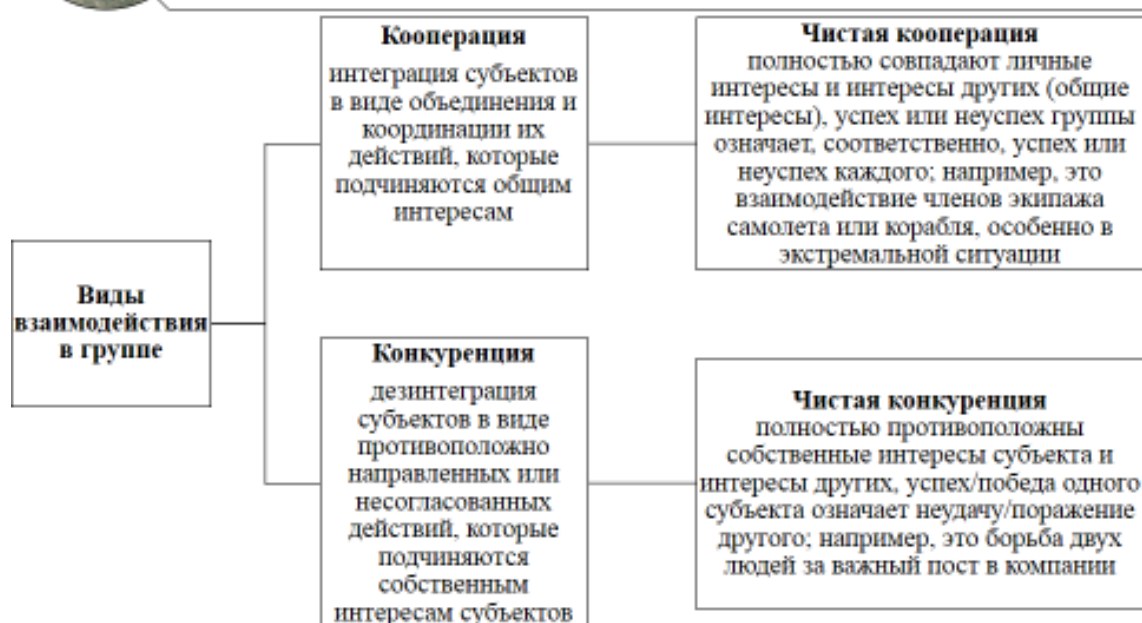 Виды
взаимодействия
в группе
Кооперация
интеграция субъектов
в виде объединения и
координации их
действий, которые
подчиняются общим
интересам
Чистая кооперация
полностью совпадают личные
интересы и интересы других (общие
интересы), успех или неуспех группы
означает, соответственно, успех или
неуспех каждого; например, это
взаимодействие членов экипажа
самолета или корабля, особенно в
экстремальной ситуации
Конкуренция
дезинтеграция
субъектов в виде
противоположно
направленных или
несогласованных
действий, которые
подчиняются
собственным
интересам субъектов
Чистая конкуренция
полностью противоположны
собственные интересы субъекта и
интересы других, успех/победа одного
субъекта означает неудачу/поражение
другого; например, это борьба двух
людей за важный пост в компании